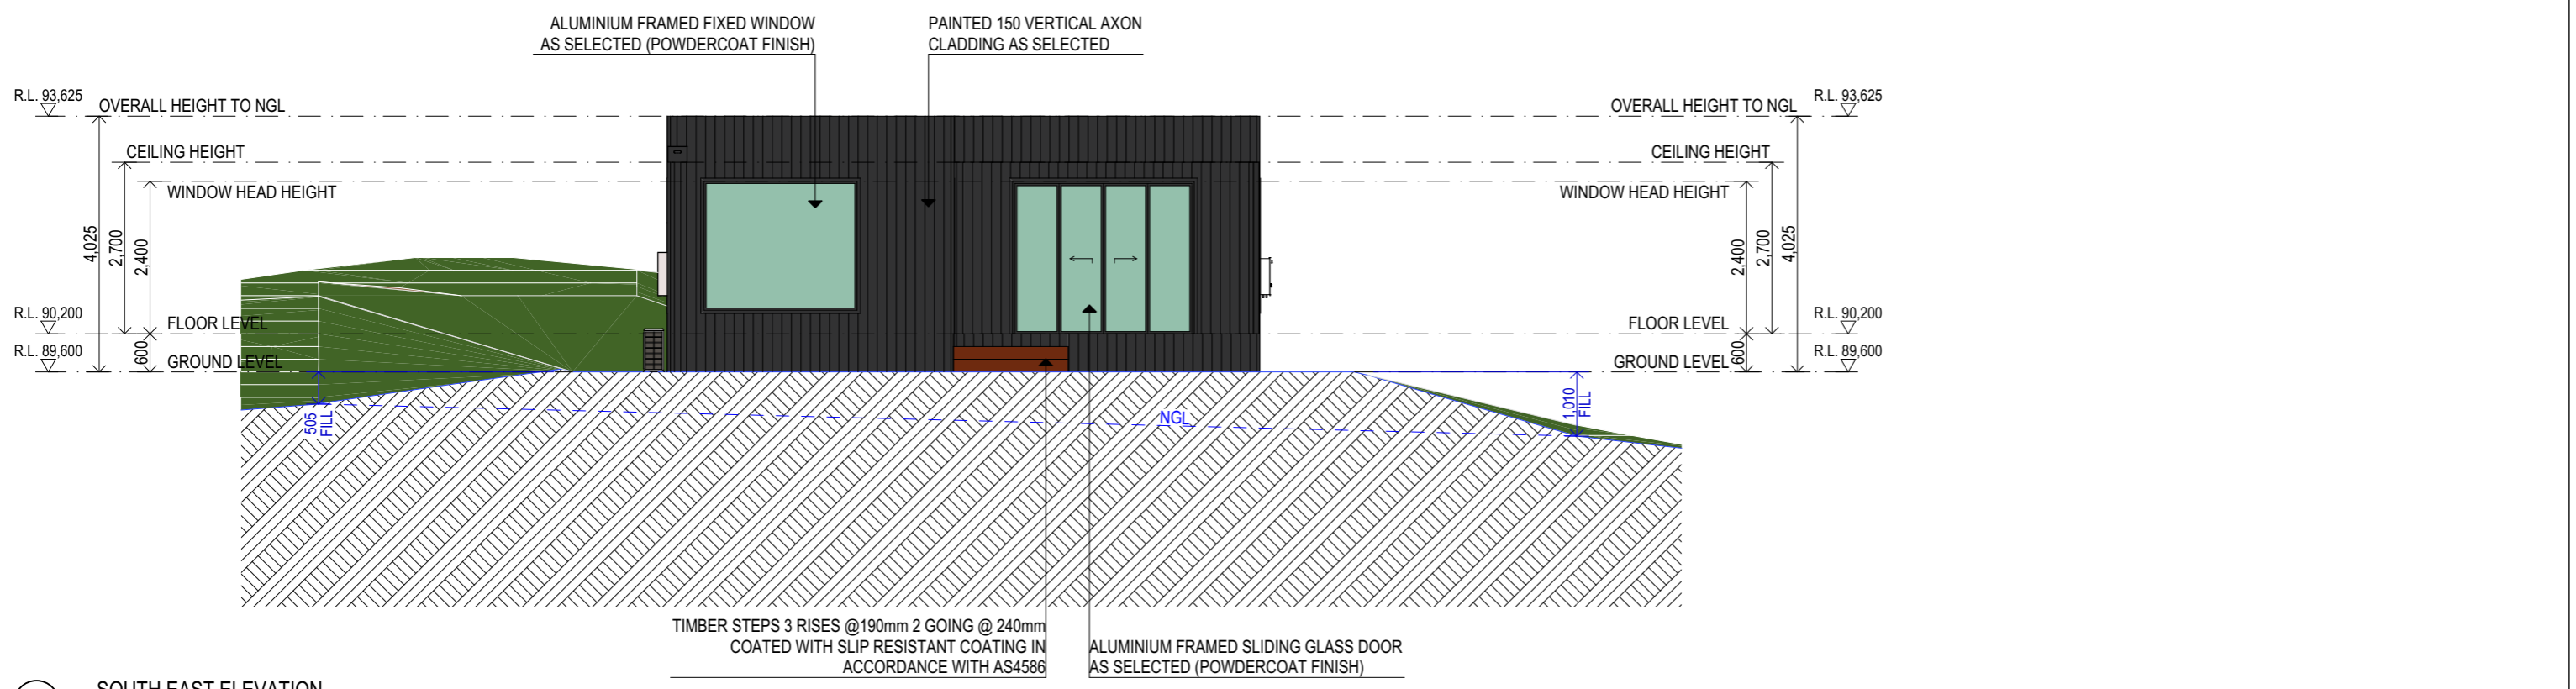 ALUMINIUM FRAMED FIXED WINDOW
AS SELECTED (POWDERCOAT FINISH)
PAINTED 150 VERTICAL AXON
CLADDING AS SELECTED
R.L. 93,625
OVERALL HEIGHT TO NGL
OVERALL HEIGHT TO NGL
R.L. 93,625
CEILING HEIGHT
CEILING HEIGHT
WINDOW HEAD HEIGHT
WINDOW HEAD HEIGHT
4,025
2,700
2,400
2,400
2,700
4,025
R.L. 90,200
FLOOR LEVEL
FLOOR LEVEL
R.L. 90,200
R.L. 89,600
600
GROUND LEVEL
GROUND LEVEL
600
R.L. 89,600
505
FILL
NGL
1,010
FILL
TIMBER STEPS 3 RISES @190mm 2 GOING @ 240mm
COATED WITH SLIP RESISTANT COATING IN
ACCORDANCE WITH AS4586
ALUMINIUM FRAMED SLIDING GLASS DOOR
AS SELECTED (POWDERCOAT FINISH)
SOUTH EAST ELEVATION